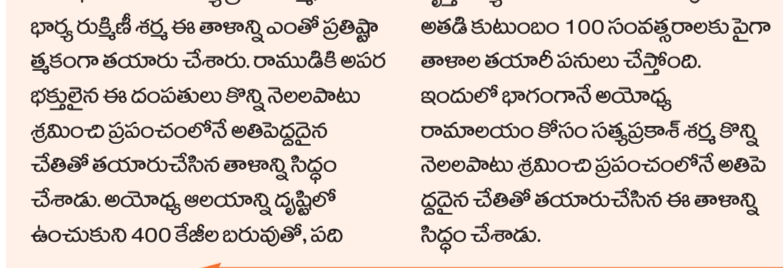 భార్య రుక్మిణీ శర్మ ఈ తాళాన్ని ఎంతో ప్రతిష్టా
త్మకంగా తయారు చేశారు. రాముడికి అపర
భక్తులైన ఈ దంపతులు కొన్ని నెలలపాటు
శ్రమించి ప్రపంచంలోనే అతిపెద్దదైన
చేతితో తయారుచేసిన తాళాన్ని సిద్ధం
చేశాడు. అయోధ్య ఆలయాన్ని దృష్టిలో
ఉంచుకుని 400 కేజీల బరువుతో, పది
అతడి కుటుంబం 100 సంవత్సరాలకు పైగా
తాళాల తయారీ పనులు చేస్తోంది.
ఇందులో భాగంగానే అయోధ్య
రామాలయం కోసం సత్యప్రకాశ్ శర్మ కొన్ని
నెలలపాటు శ్రమించి ప్రపంచంలోనే అతిపె
ద్దదైన చేతితో తయారుచేసిన ఈ తాళాన్ని
సిద్ధం చేశాడు.